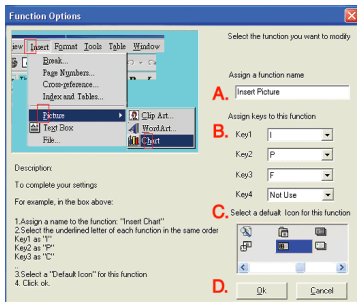 Function Options
Select the function you want to modify
Insert Format Tools Table Window
Break...
Page Numbers...
Cross-reference...
Index and Tables...
Picture
Text Box
File...
Clip Art...
WordArt...
Chart
Assign a function name
A. Insert Picture
Assign keys to this function
B. Key1 I
Key2 P
Key3 F
Key4 Not Use
C. Select a default Icon for this function
D. Ok Cancel
Description:
To complete your settings
For example, in the box above:
1.Assign a name to the function: "Insert Chart"
2.Select the underlined letter of each function in the same order
Key1 as "I"
Key2 as "P"
Key3 as "C"
..
3.Select a "Default Icon" for this function
4. Click ok.